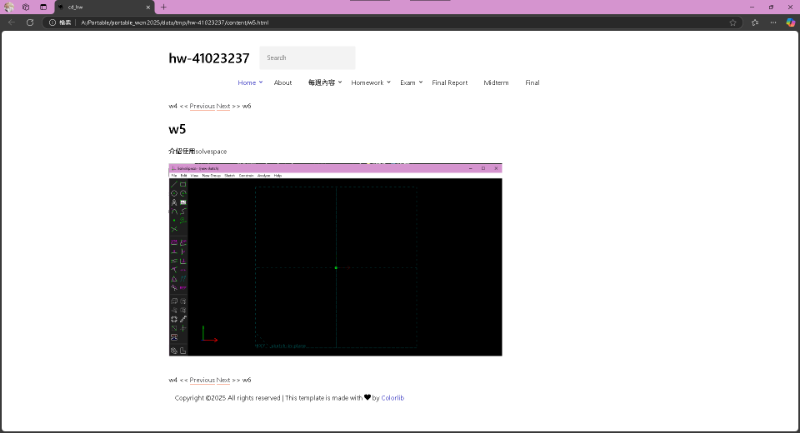 cd_hw
檔案 A:/Portable/portable_wcm2025/data/tmp/hw-41023237/content/w5.html
hw-41023237
Search
Home About 每週內容 Homework Exam Final Report Midterm Final
w4 << Previous Next >> w6
w5
介紹使用solvespace
File Edit View New Group Sketch Constrain Analyze Help
w4 << Previous Next >> w6
Copyright ©2025 All rights reserved | This template is made with ♥ by Colorlib